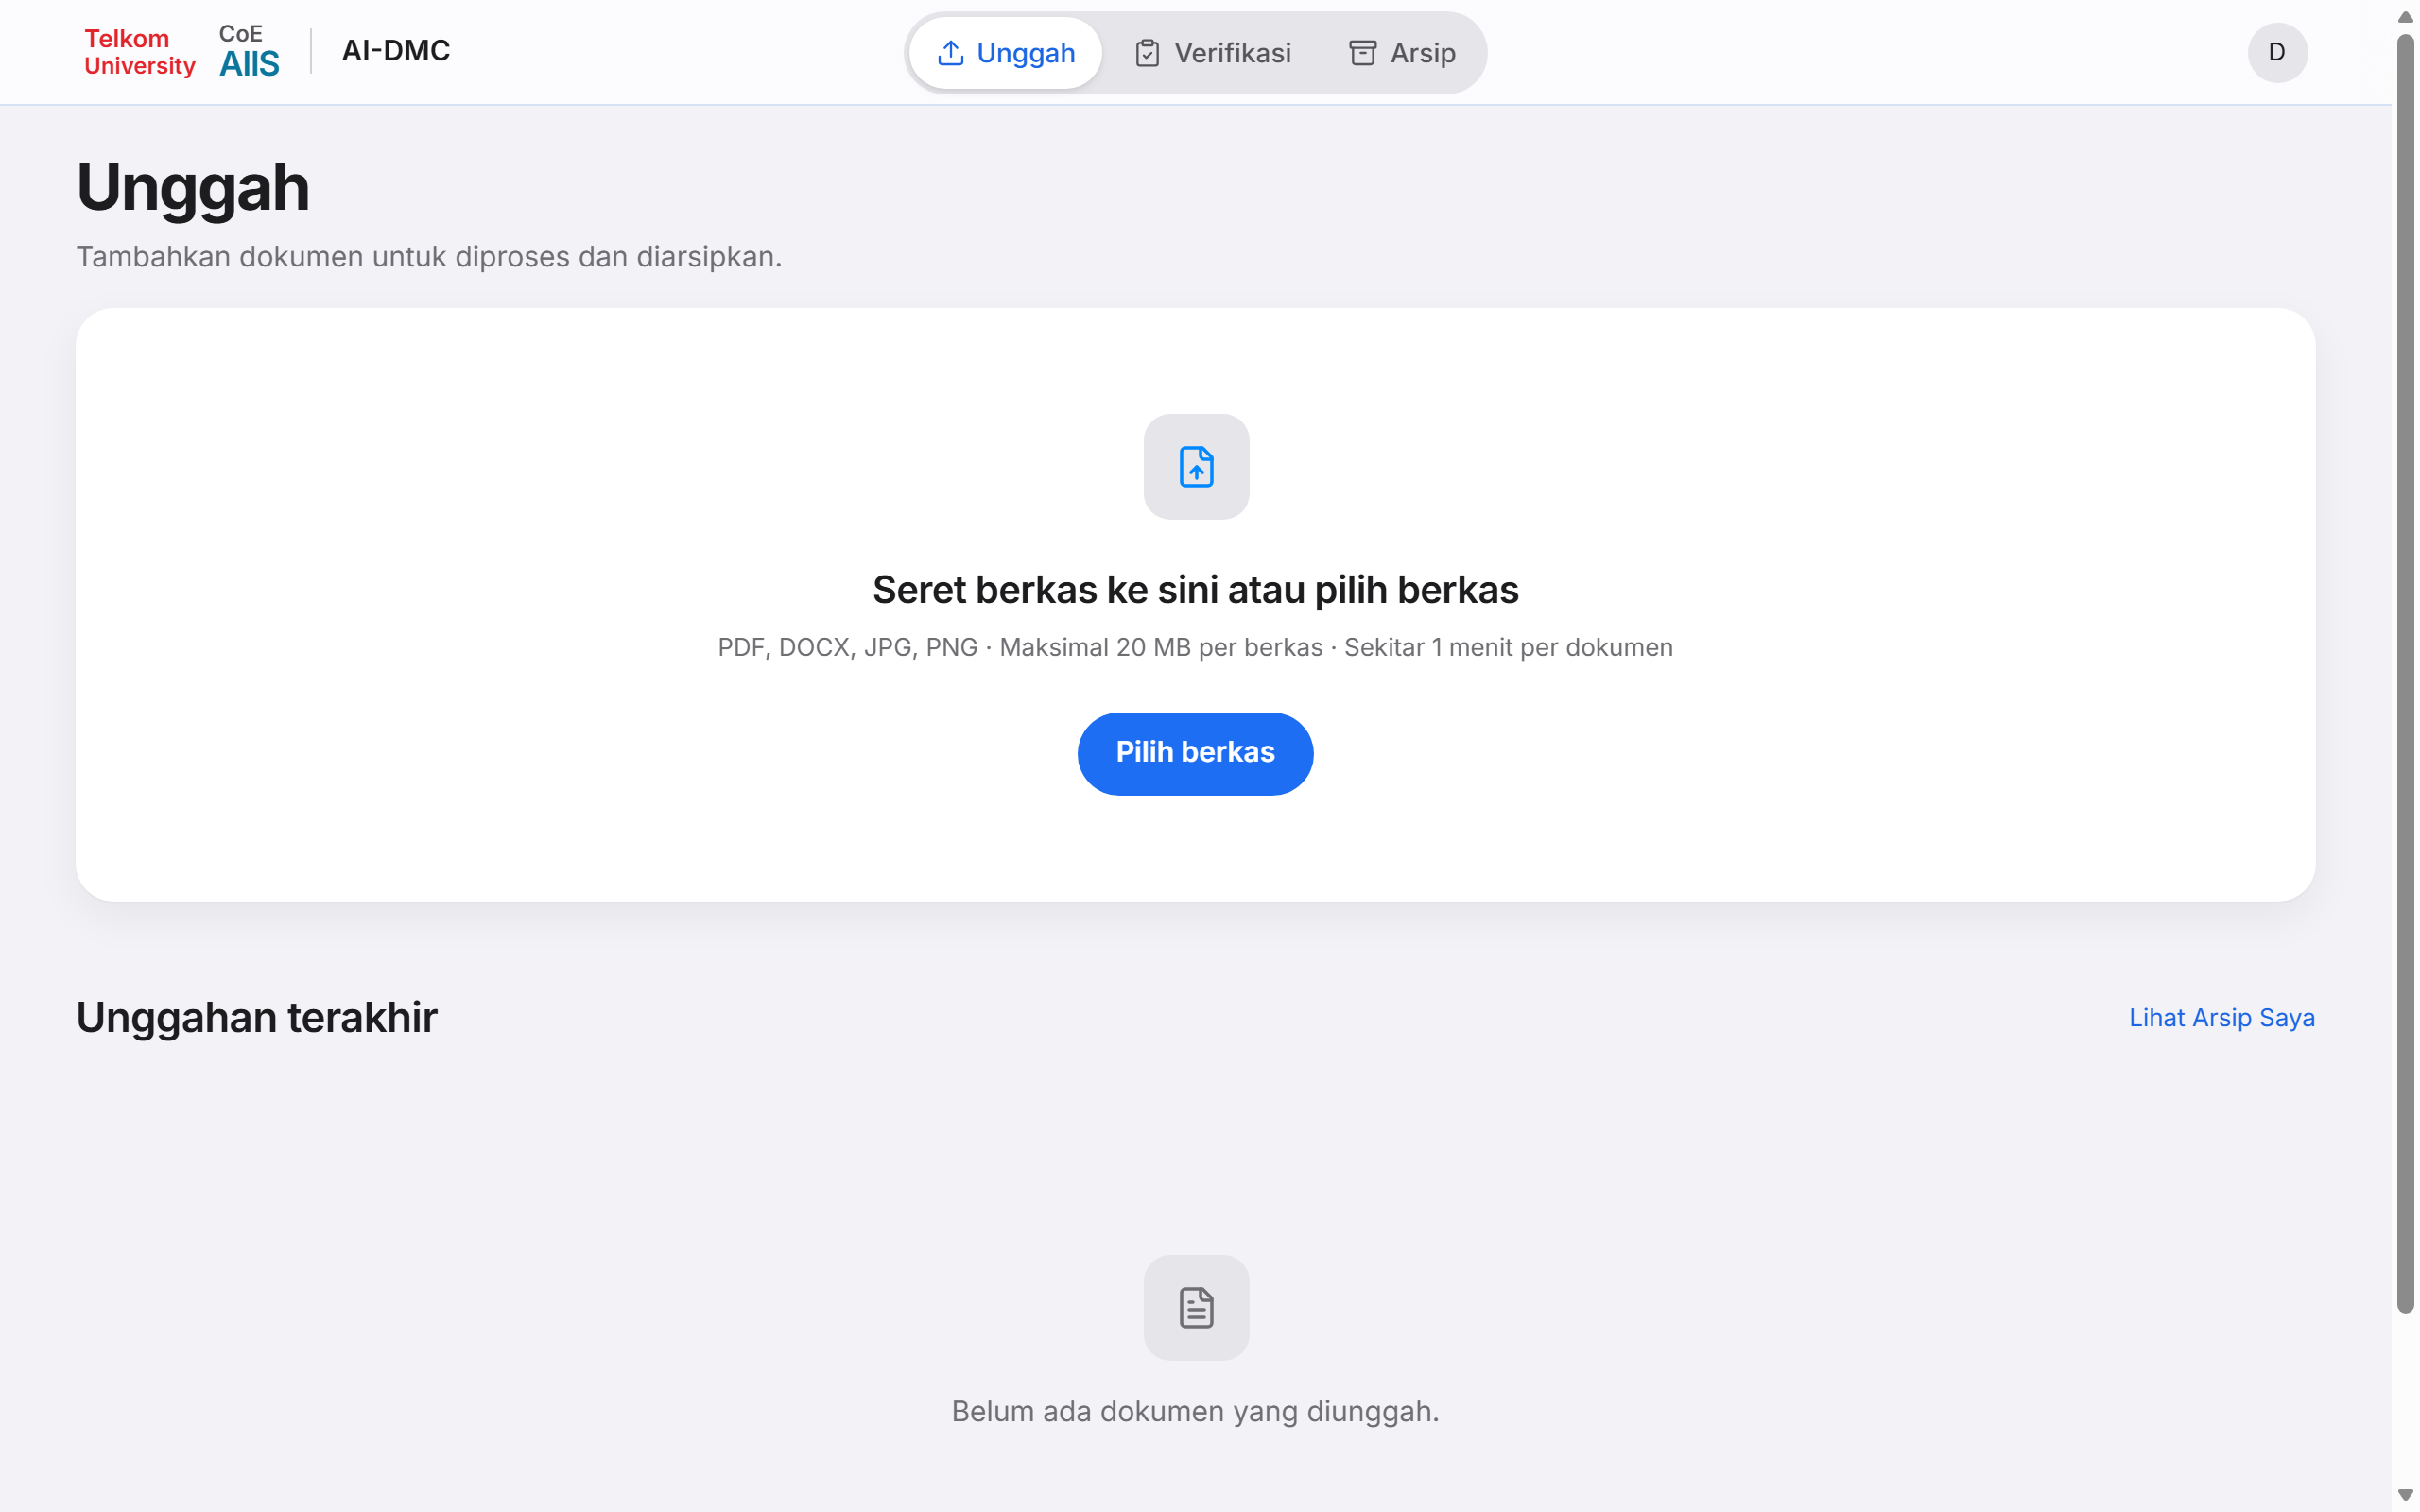 Telkom
University
CoE
AIIS
AI-DMC
Unggah
Verifikasi
Arsip
D
Unggah
Tambahkan dokumen untuk diproses dan diarsipkan.
Seret berkas ke sini atau pilih berkas
PDF, DOCX, JPG, PNG · Maksimal 20 MB per berkas · Sekitar 1 menit per dokumen
Pilih berkas
Unggahan terakhir
Lihat Arsip Saya
Belum ada dokumen yang diunggah.